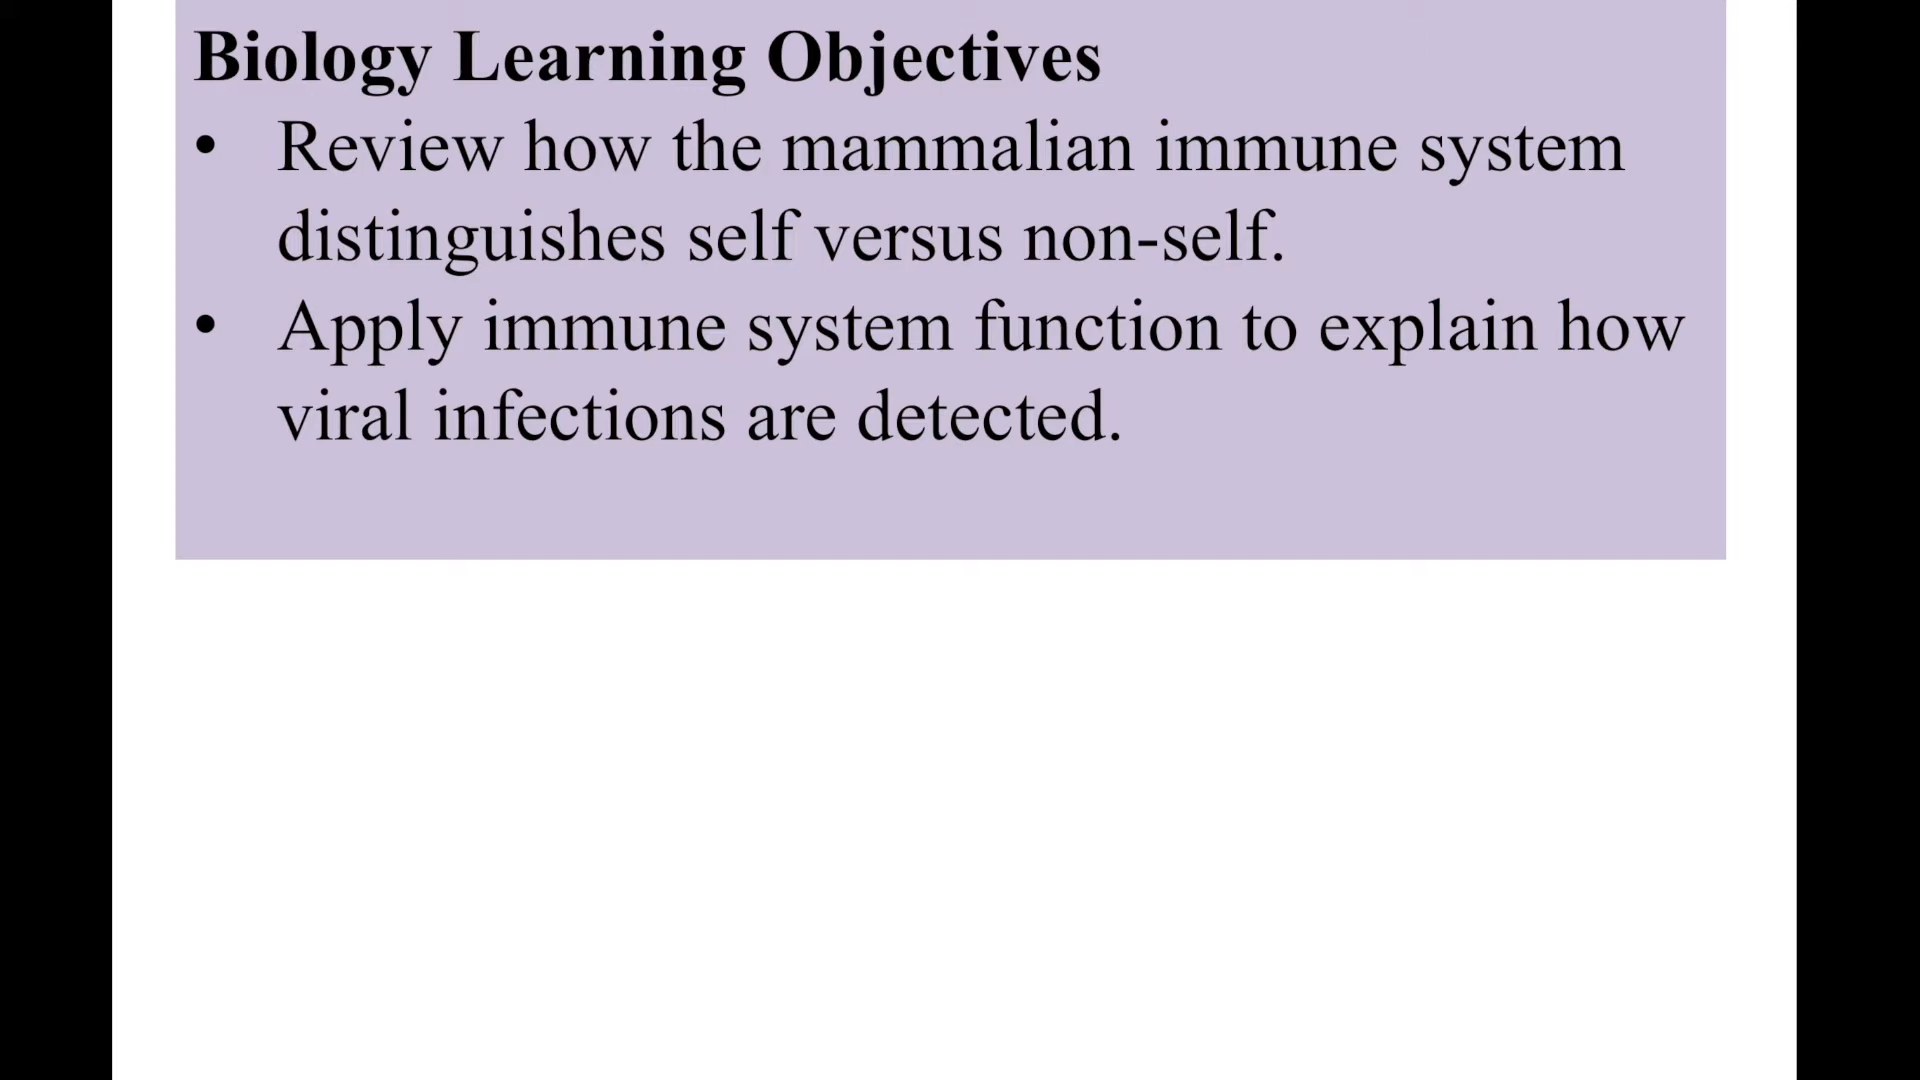 Biology Learning Objectives
• Review how the mammalian immune system
distinguishes self versus non-self.
• Apply immune system function to explain how
viral infections are detected.